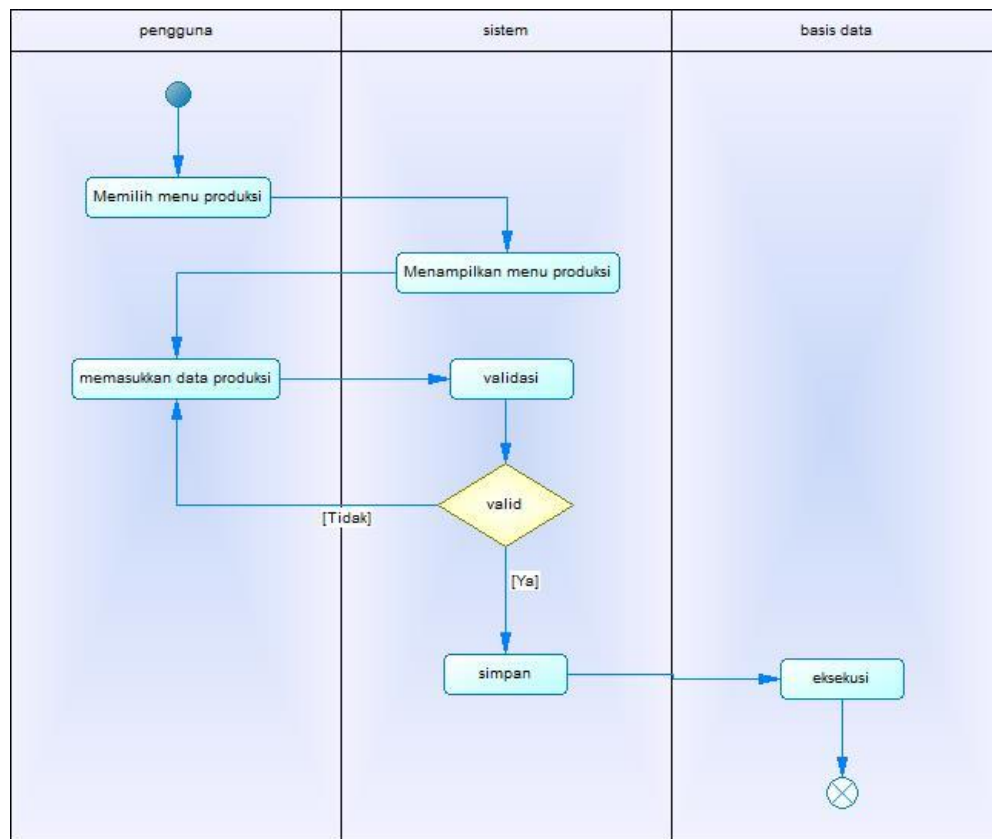 pengguna
sistem
basis data
Memilih menu produksi
Menampilkan menu produksi
memasukkan data produksi
validasi
valid
[Tidak]
[Ya]
simpan
eksekusi